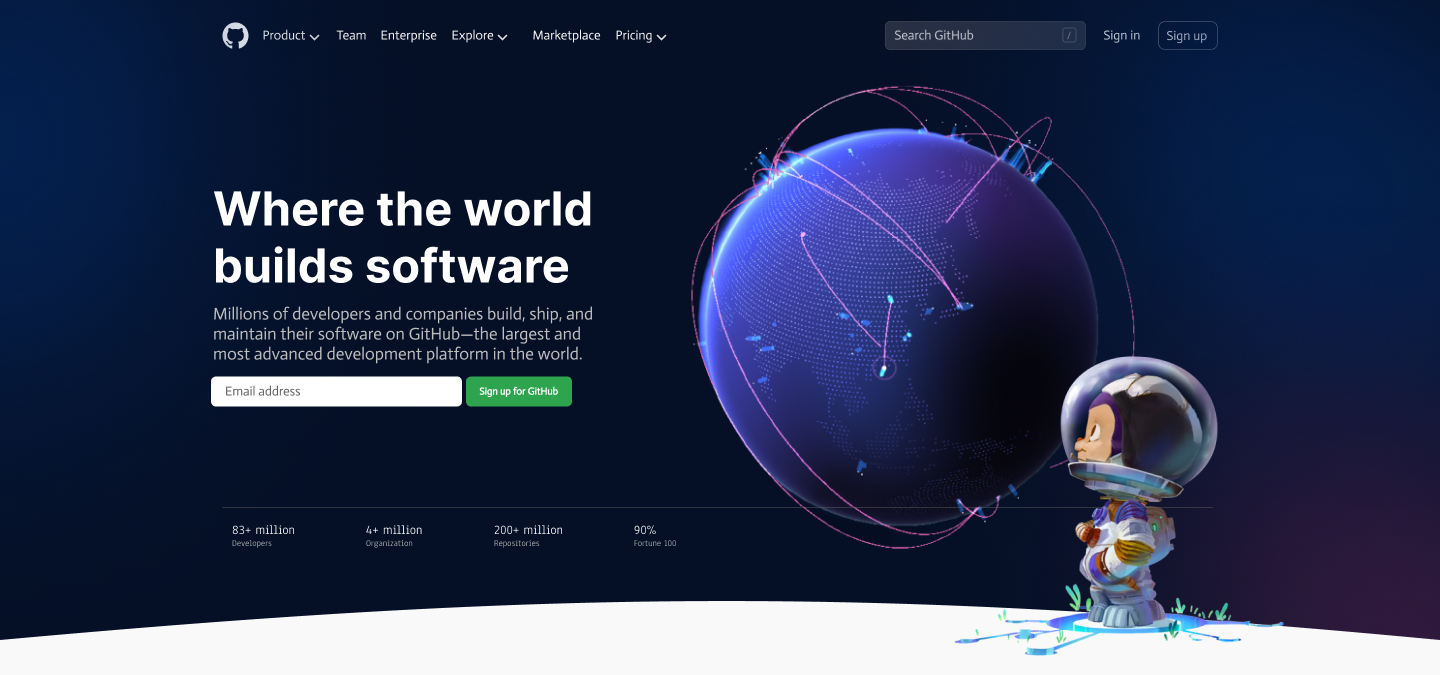 Product Team Enterprise Explore Marketplace Pricing Search GitHub / Sign in Sign up
Where the world
builds software
Millions of developers and companies build, ship, and
maintain their software on GitHub—the largest and
most advanced development platform in the world.
Email address Sign up for GitHub
83+ million 4+ million 200+ million 90%
Developers Organization Repositories Fortune 100